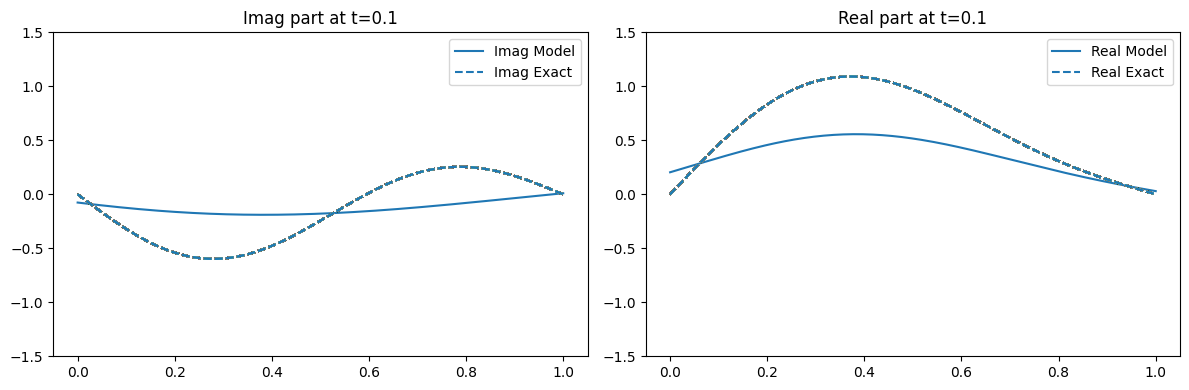 Imag part at t=0.1
Imag Model
Imag Exact
1.5
1.0
0.5
0.0
−0.5
−1.0
−1.5
0.0 0.2 0.4 0.6 0.8 1.0
Real part at t=0.1
Real Model
Real Exact
1.5
1.0
0.5
0.0
−0.5
−1.0
−1.5
0.0 0.2 0.4 0.6 0.8 1.0